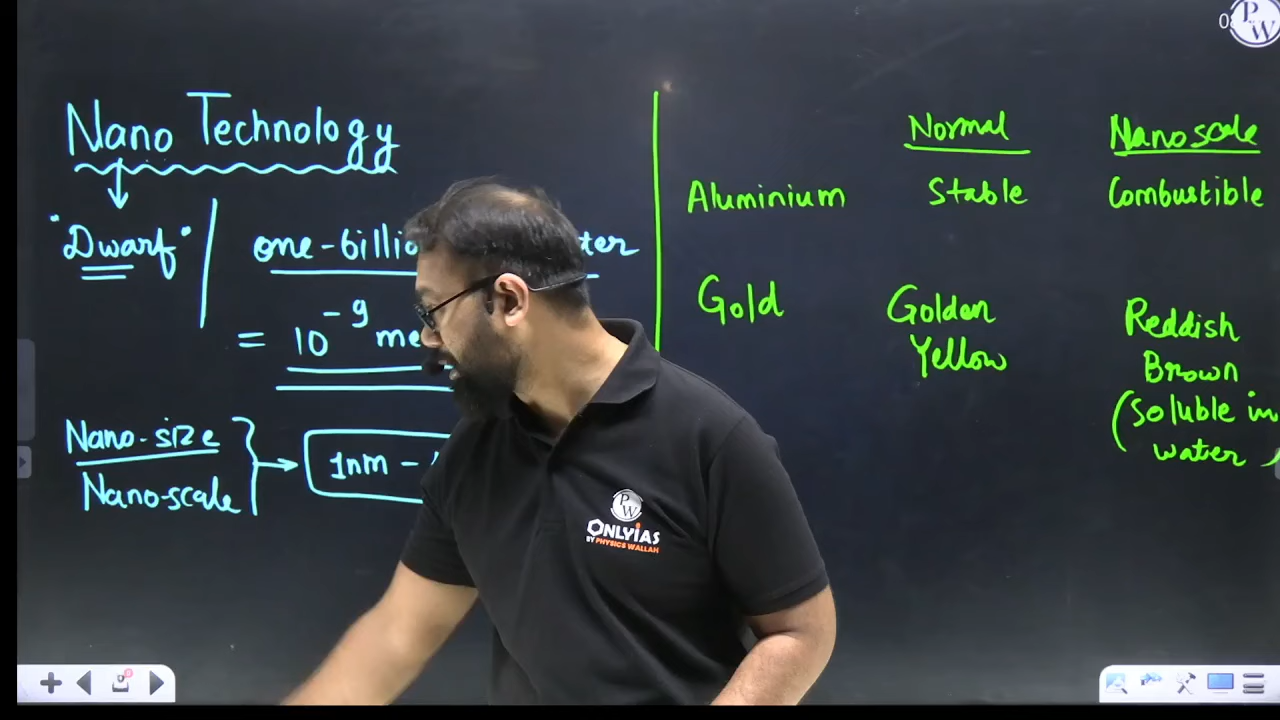 Nano Technology
"Dwarf"
one-billio ter
= 10⁻⁹ me
Nano-size
Nano-scale
1nm -
Normal Nanoscale
Aluminium Stable Combustible
Gold Golden Yellow Reddish Brown
(Soluble in water)
PW
PW
ONLYIAS
BY PHYSICS WALLAH